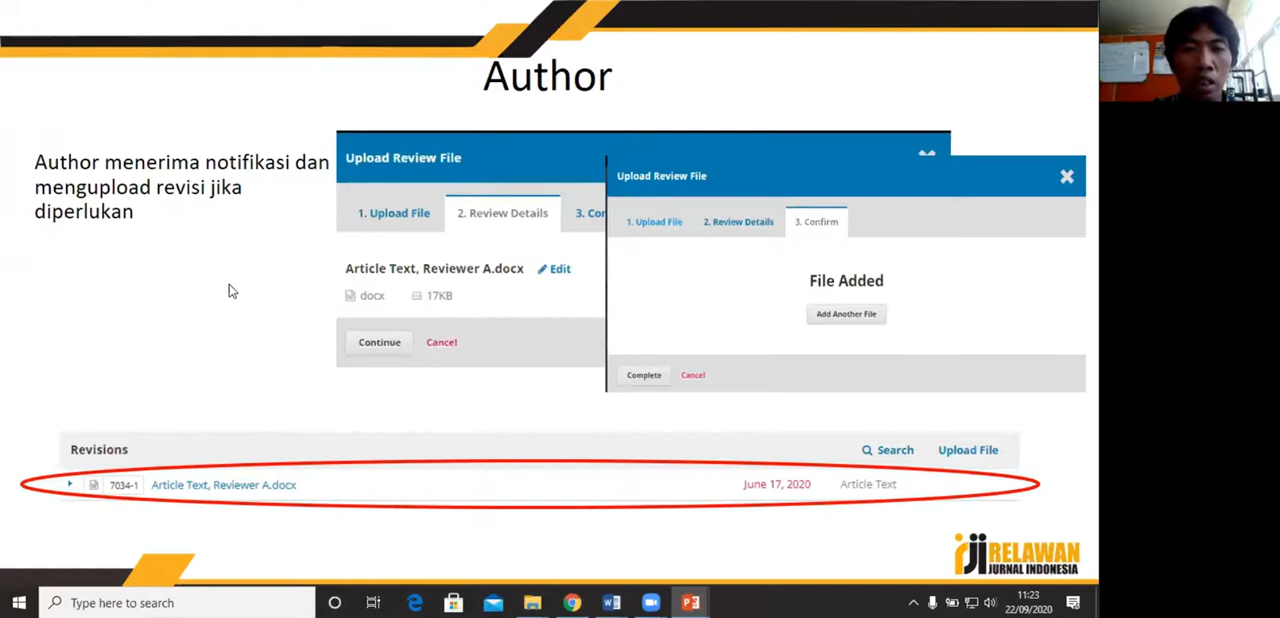 Author
Author menerima notifikasi dan
mengupload revisi jika
diperlukan
Upload Review File
1. Upload File 2. Review Details 3. Con
Article Text, Reviewer A.docx Edit
docx 17KB
Continue Cancel
Upload Review File
1. Upload File 2. Review Details 3. Confirm
File Added
Add Another File
Complete Cancel
Revisions Search Upload File
7034-1 Article Text, Reviewer A.docx June 17, 2020 Article Text
rji RELAWAN
JURNAL INDONESIA
Type here to search
11:23
22/09/2020